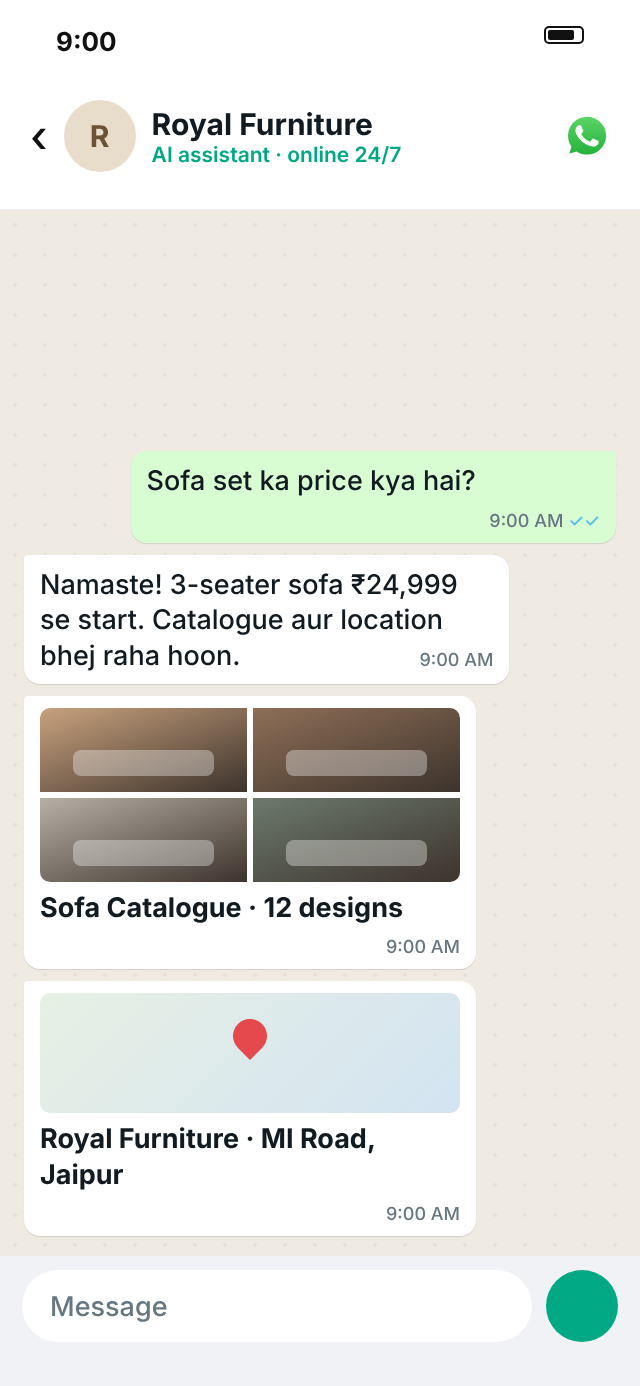 9:00
R
Royal Furniture
AI assistant · online 24/7
Sofa set ka price kya hai?
9:00 AM
Namaste! 3-seater sofa ₹24,999
se start. Catalogue aur location
bhej raha hoon.
9:00 AM
Sofa Catalogue · 12 designs
9:00 AM
Royal Furniture · MI Road,
Jaipur
9:00 AM
Message